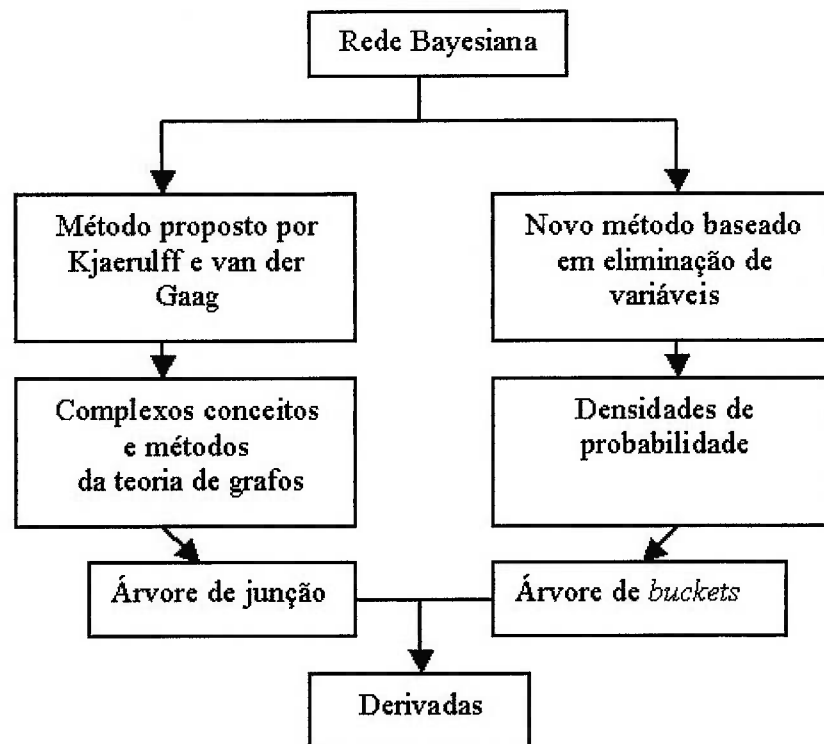 Rede Bayesiana
Método proposto por
Kjaerulff e van der
Gaag
Novo método baseado
em eliminação de
variáveis
Complexos conceitos
e métodos
da teoria de grafos
Densidades de
probabilidade
Árvore de junção
Árvore de buckets
Derivadas